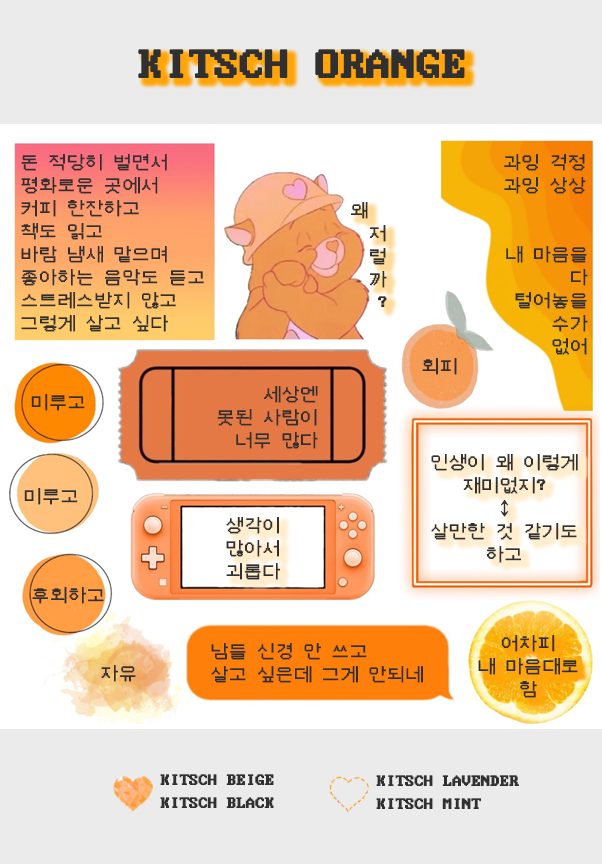 KITSCH ORANGE
돈 적당히 벌면서
평화로운 곳에서
커피 한잔하고
책도 읽고
바람 냄새 맡으며
좋아하는 음악도 듣고
스트레스받지 않고
그렇게 살고 싶다
왜
저
럴
까
?
과잉 걱정
과잉 상상
내 마음을
다
털어놓을
수가
없어
회피
미루고
미루고
후회하고
세상엔
못된 사람이
너무 많다
생각이
많아서
괴롭다
인생이 왜 이렇게
재미없지?
↕
살만한 것 같기도
하고
자유
남들 신경 안 쓰고
살고 싶은데 그게 안되네
어차피
내 마음대로
함
KITSCH BEIGE
KITSCH BLACK
KITSCH LAVENDER
KITSCH MINT